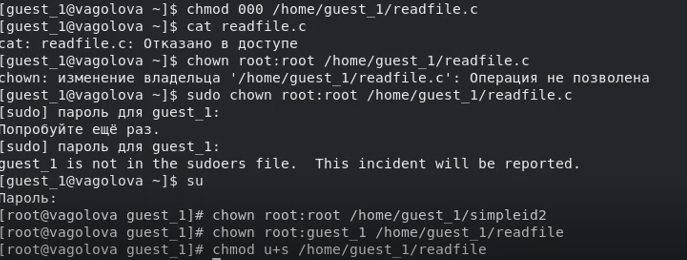 [guest_1@vagolova ~]$ chmod 000 /home/guest_1/readfile.c
[guest_1@vagolova ~]$ cat readfile.c
cat: readfile.c: Отказано в доступе
[guest_1@vagolova ~]$ chown root:root /home/guest_1/readfile.c
chown: изменение владельца '/home/guest_1/readfile.c': Операция не позволена
[guest_1@vagolova ~]$ sudo chown root:root /home/guest_1/readfile.c
[sudo] пароль для guest_1:
Попробуйте ещё раз.
[sudo] пароль для guest_1:
guest_1 is not in the sudoers file.  This incident will be reported.
[guest_1@vagolova ~]$ su
Пароль:
[root@vagolova guest_1]# chown root:root /home/guest_1/simpleid2
[root@vagolova guest_1]# chown root:guest_1 /home/guest_1/readfile
[root@vagolova guest_1]# chmod u+s /home/guest_1/readfile